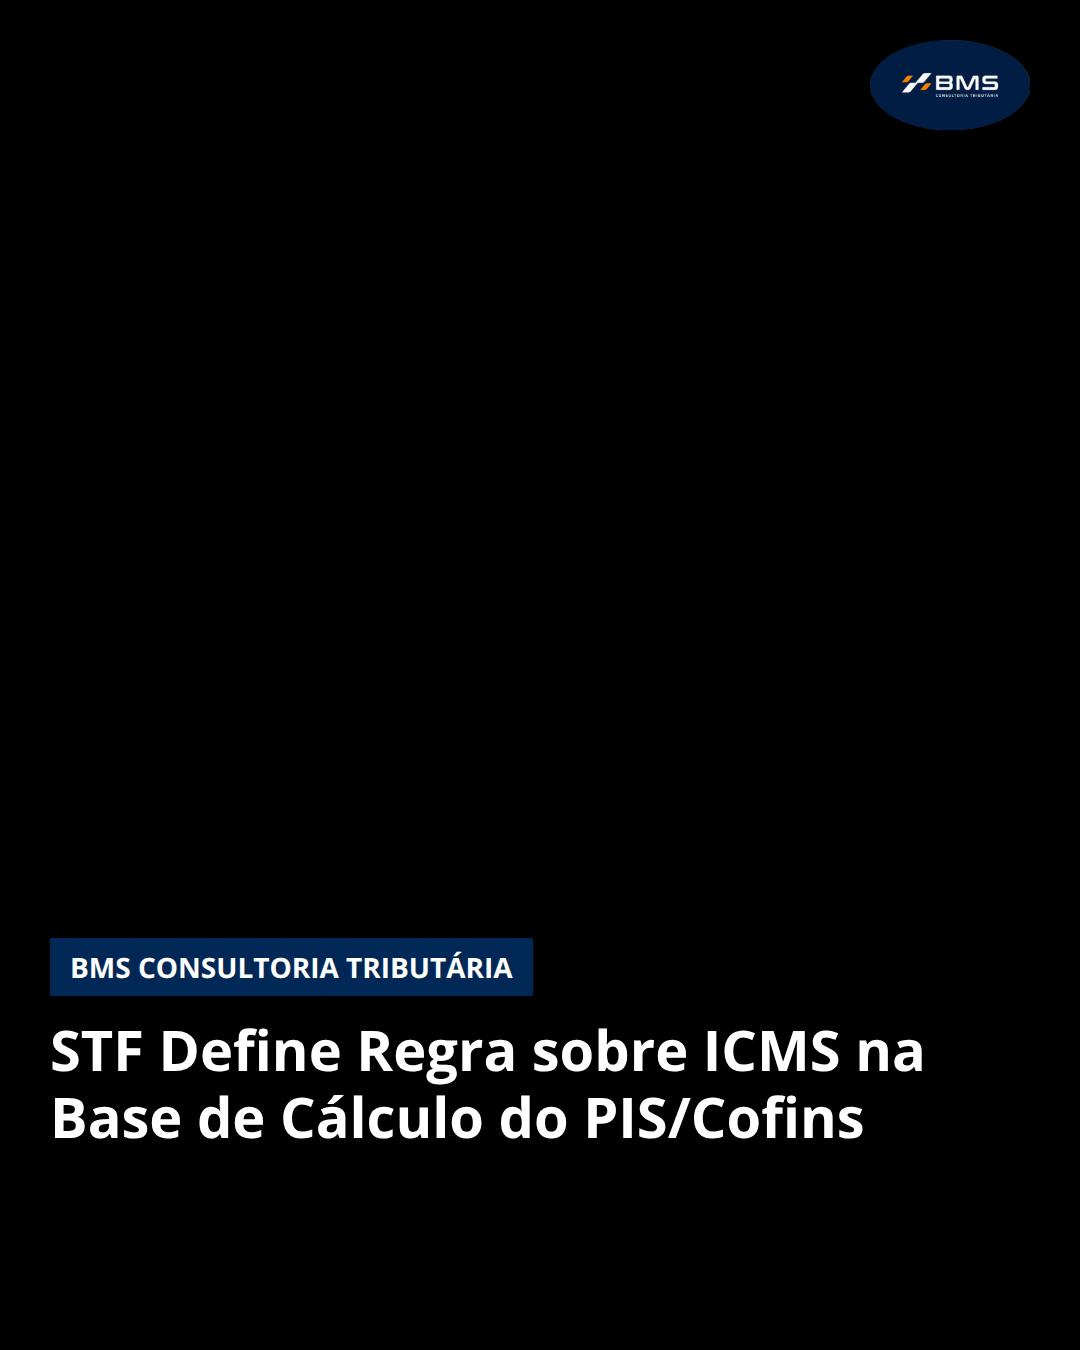 BMS
CONSULTORIA TRIBUTÁRIA
BMS CONSULTORIA TRIBUTÁRIA
STF Define Regra sobre ICMS na
Base de Cálculo do PIS/Cofins